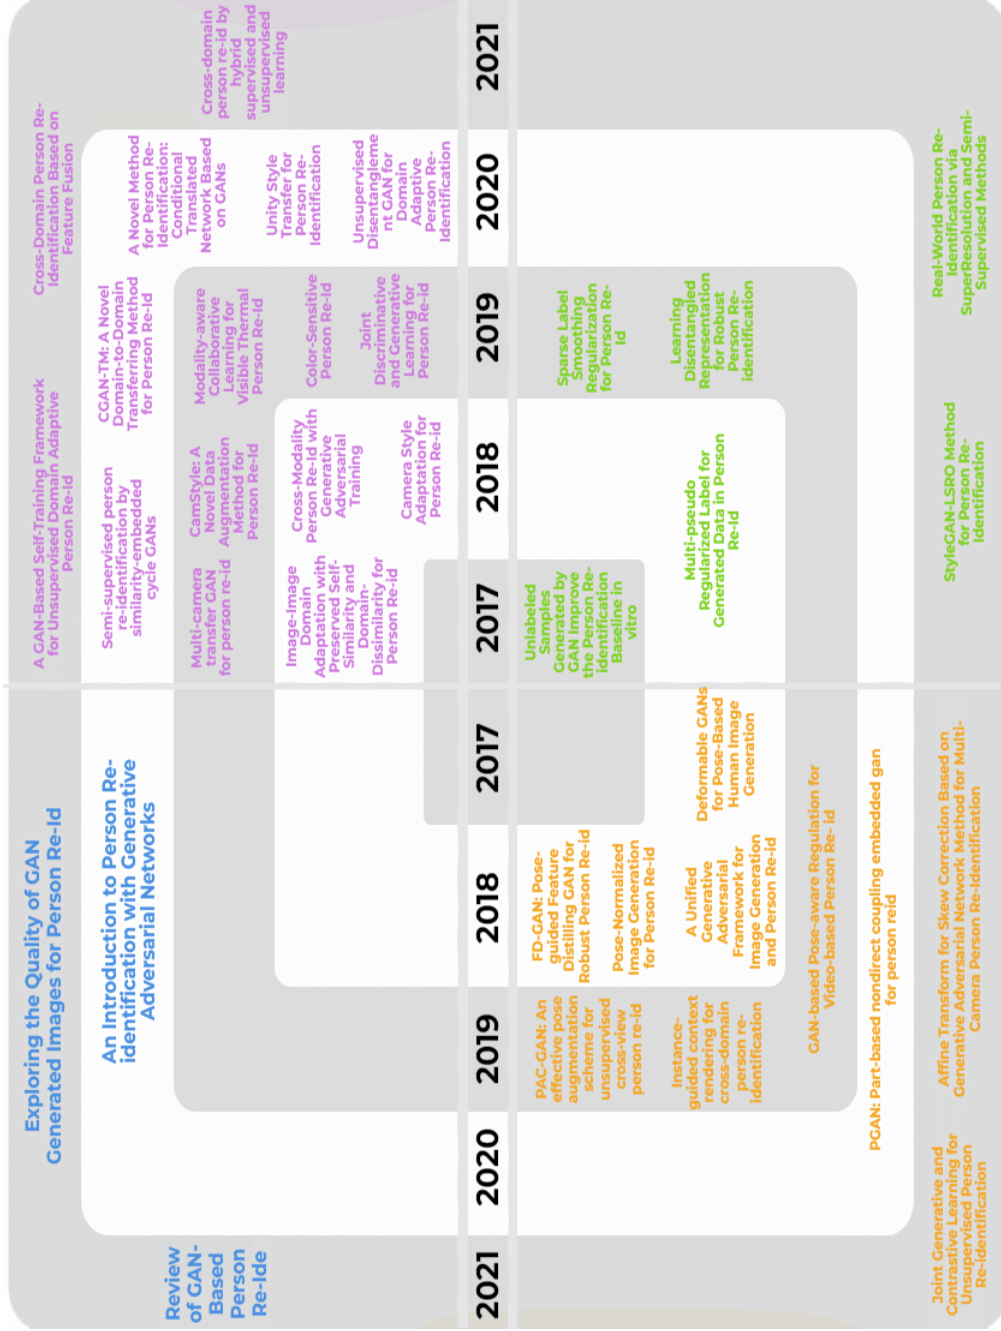 Exploring the Quality of GAN
Generated Images for Person Re-Id
An Introduction to Person Re-
identification with Generative
Adversarial Networks
Review
of GAN-
Based
Person
Re-Ide
A GAN-Based Self-Training Framework
for Unsupervised Domain Adaptive
Person Re-Id
Cross-Domain Person Re-
Identification Based on
Feature Fusion
Semi-supervised person
re-identification by
similarity-embedded
cycle GANs
CGAN-TM: A Novel
Domain-to-Domain
Transferring Method
for Person Re-Id
A Novel Method
for Person Re-
Identification:
Conditional
Translated
Network Based
on GANs
Cross-domain
person re-id by
hybrid
supervised and
unsupervised
learning
Multi-camera
transfer GAN
for person re-id
CamStyle: A
Novel Data
Augmentation
Method for
Person Re-Id
Modality-aware
Collaborative
Learning for
Visible Thermal
Person Re-Id
Unity Style
Transfer for
Person Re-
Identification
Image-Image
Domain
Adaptation with
Preserved Self-
Similarity and
Domain-
Dissimilarity for
Person Re-id
Cross-Modality
Person Re-Id with
Generative
Adversarial
Training
Color-Sensitive
Person Re-Id
Camera Style
Adaptation for
Person Re-id
Joint
Discriminative
and Generative
Learning for
Person Re-id
Unsupervised
Disentangleme
nt GAN for
Domain
Adaptive
Person Re-
Identification
2021
2020
2019
2018
2017
2017
2018
2019
2020
2021
PAC-GAN: An
effective pose
augmentation
scheme for
unsupervised
cross-view
person re-id
FD-GAN: Pose-
guided Feature
Distilling GAN for
Robust Person Re-id
Pose-Normalized
Image Generation
for Person Re-id
Instance-
guided context
rendering for
cross-domain
person re-
identification
A Unified
Generative
Adversarial
Framework for
Image Generation
and Person Re-id
Deformable GANs
for Pose-Based
Human Image
Generation
GAN-based Pose-aware Regulation for
Video-based Person Re- id
PGAN: Part-based nondirect coupling embedded gan
for person reid
Joint Generative and
Contrastive Learning for
Unsupervised Person
Re-identification
Affine Transform for Skew Correction Based on
Generative Adversarial Network Method for Multi-
Camera Person Re-Identification
Unlabeled
Samples
Generated by
GAN Improve
the Person Re-
identification
Baseline in
vitro
Sparse Label
Smoothing
Regularization
for Person Re-
Id
Multi-pseudo
Regularized Label for
Generated Data in Person
Re-Id
Learning
Disentangled
Representation
for Robust
Person Re-
identification
StyleGAN-LSRO Method
for Person Re-
Identification
Real-World Person Re-
Identification via
SuperResolution and Semi-
Supervised Methods